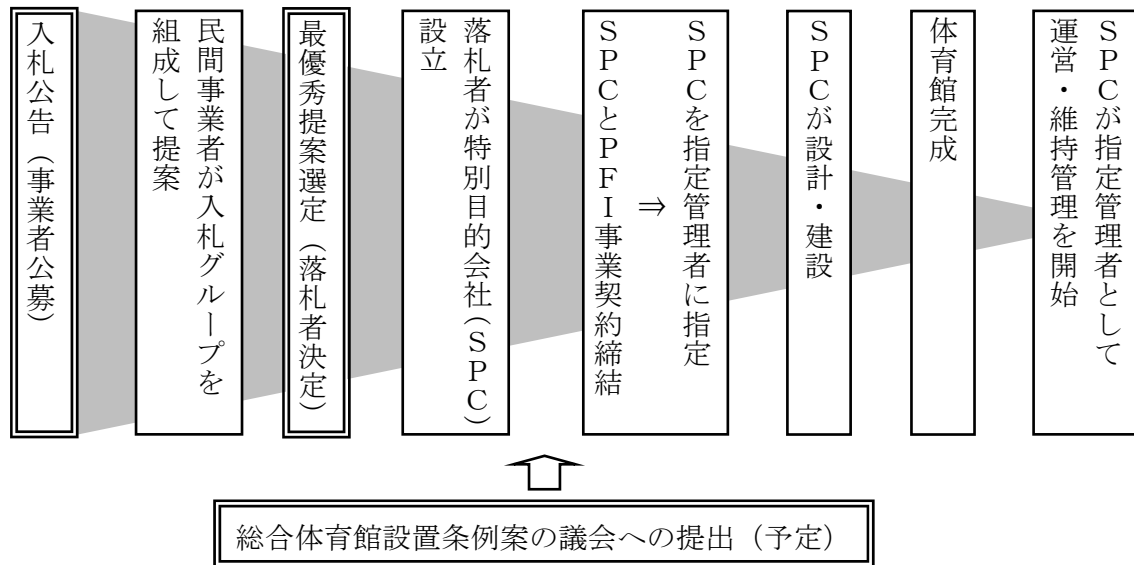 入札公告（事業者公募）
民間事業者が入札グループを
組成して提案
最優秀提案選定（落札者決定）
落札者が特別目的会社（ＳＰＣ）
設立
ＳＰＣとＰＦＩ事業契約締結
⇒
ＳＰＣを指定管理者に指定
ＳＰＣが設計・建設
体育館完成
ＳＰＣが指定管理者として
運営・維持管理を開始
総合体育館設置条例案の議会への提出（予定）